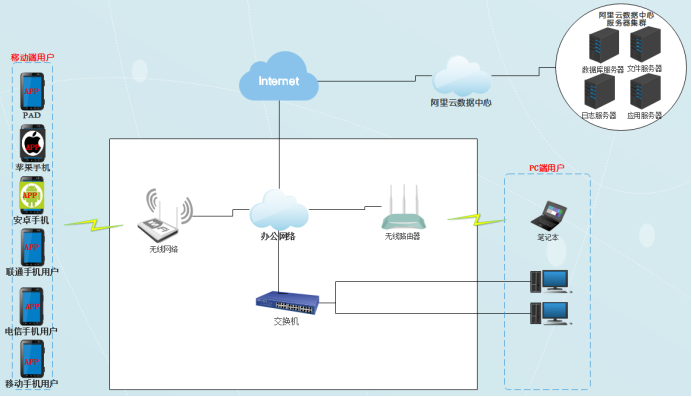 阿里云数据中心
服务器集群
数据库服务器
文件服务器
日志服务器
应用服务器
Internet
阿里云数据中心
移动端用户
APP
PAD
APP
苹果手机
APP
安卓手机
APP
联通手机用户
APP
电信手机用户
APP
移动手机用户
无线网络
办公网络
无线路由器
交换机
PC端用户
笔记本